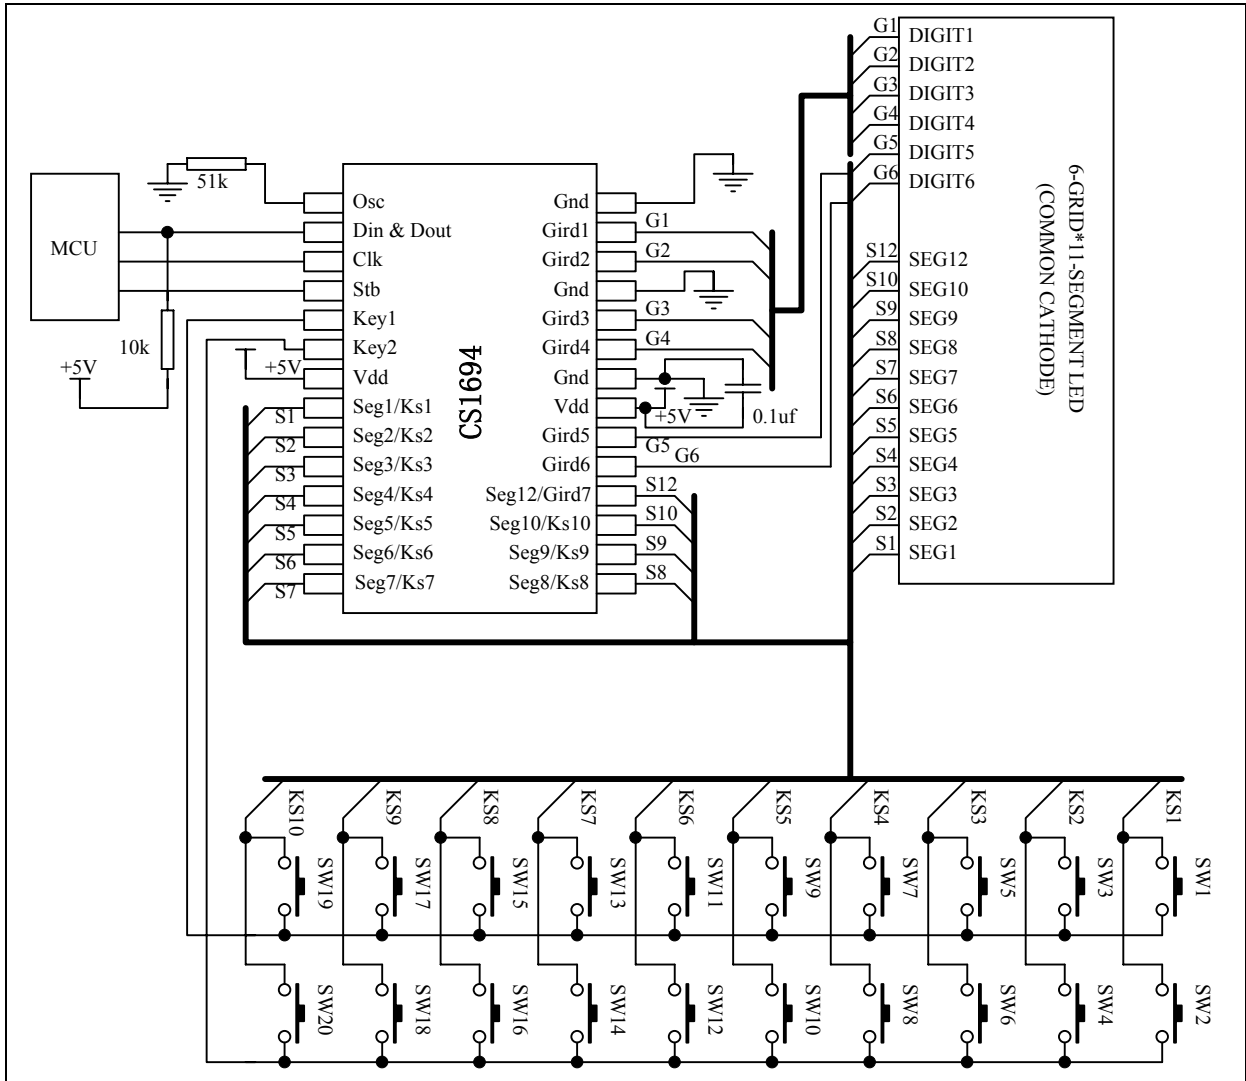 G1 DIGIT1
G2 DIGIT2
G3 DIGIT3
G4 DIGIT4
G5 DIGIT5
G6 DIGIT6
S12 SEG12
S10 SEG10
S9 SEG9
S8 SEG8
S7 SEG7
S6 SEG6
S5 SEG5
S4 SEG4
S3 SEG3
S2 SEG2
S1 SEG1
6-GRID*11-SEGMENT LED
(COMMON CATHODE)
51k
MCU
10k
+5V
+5V
CS1694
Osc
Din & Dout
Clk
Stb
Key1
Key2
Vdd
Seg1/Ks1
Seg2/Ks2
Seg3/Ks3
Seg4/Ks4
Seg5/Ks5
Seg6/Ks6
Seg7/Ks7
S1
S2
S3
S4
S5
S6
S7
Gnd
Gird1
Gird2
Gnd
Gird3
Gird4
Gnd
Vdd
Gird5
Gird6
Seg12/Gird7
Seg10/Ks10
Seg9/Ks9
Seg8/Ks8
G1
G2
G3
G4
+5V
0.1uf
G5
G6
S12
S10
S9
S8
KS10
KS9
KS8
KS7
KS6
KS5
KS4
KS3
KS2
KS1
SW19
SW17
SW15
SW13
SW11
SW9
SW7
SW5
SW3
SW1
SW20
SW18
SW16
SW14
SW12
SW10
SW8
SW6
SW4
SW2